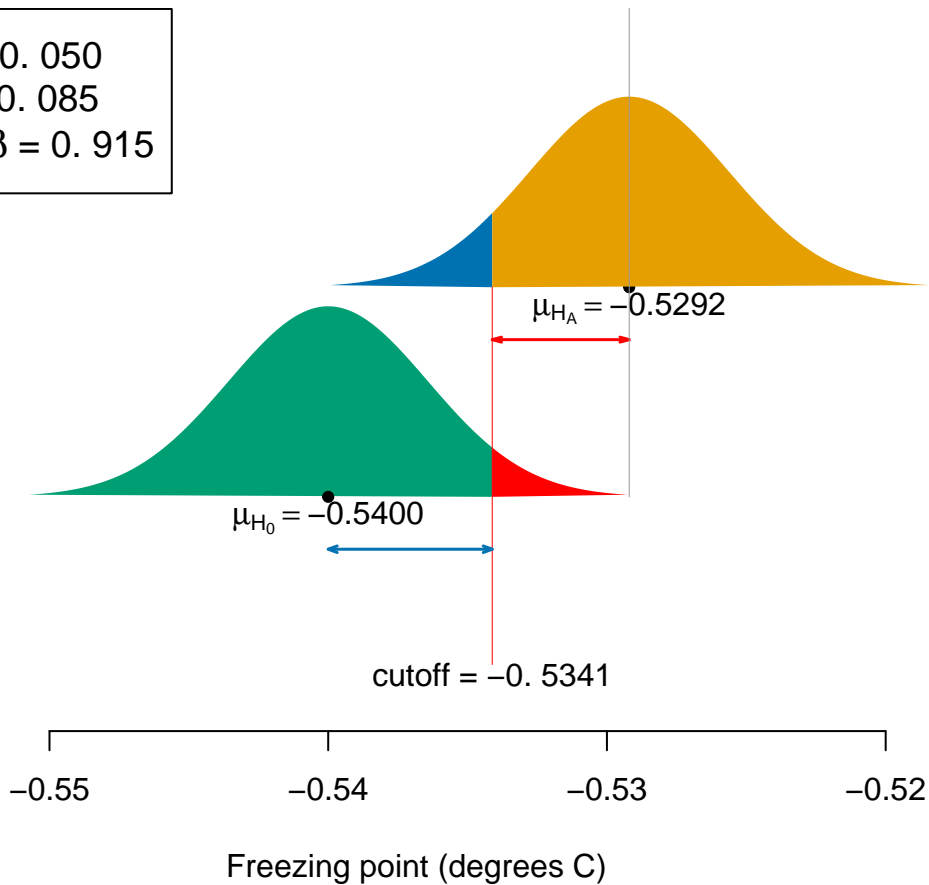 0. 050
0. 085
β = 0. 915
μHA = −0.5292
μH0 = −0.5400
cutoff = −0. 5341
−0.55 −0.54 −0.53 −0.52
Freezing point (degrees C)